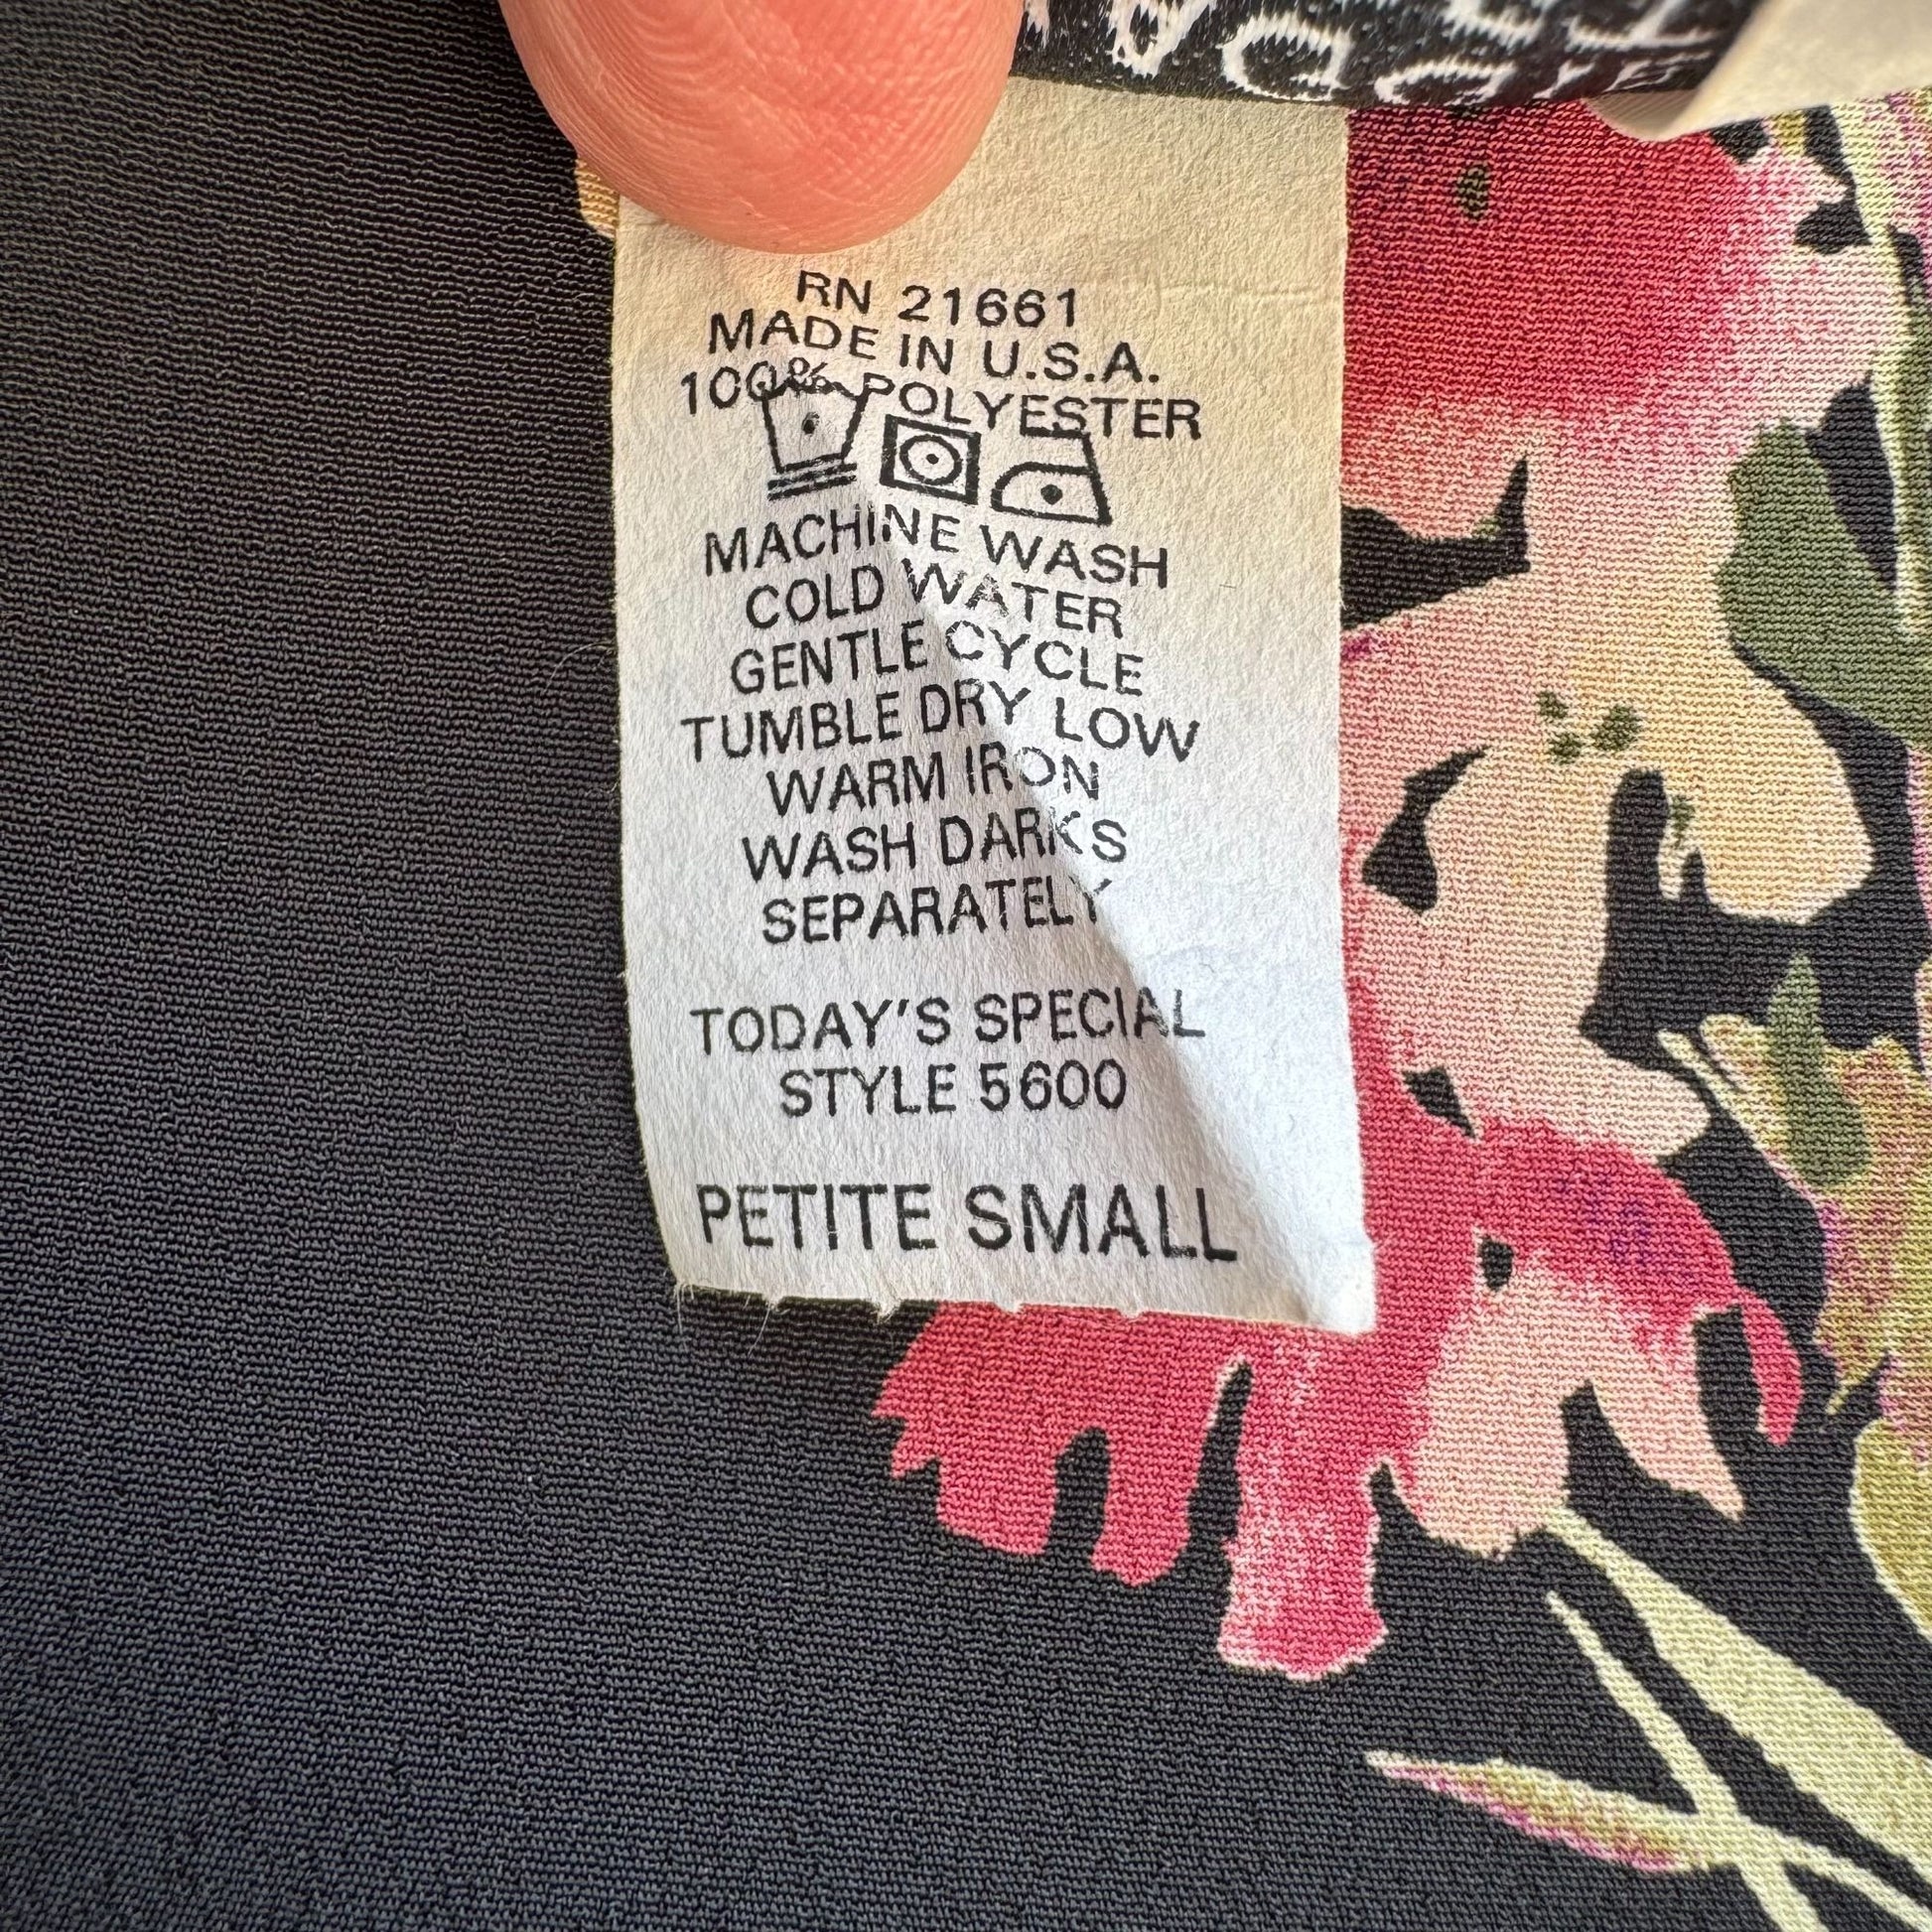 RN 21661
MADE IN U.S.A.
100% POLYESTER
MACHINE WASH
COLD WATER
GENTLE CYCLE
TUMBLE DRY LOW
WARM IRON
WASH DARKS
SEPARATELY
TODAY'S SPECIAL
STYLE 5600
PETITE SMALL